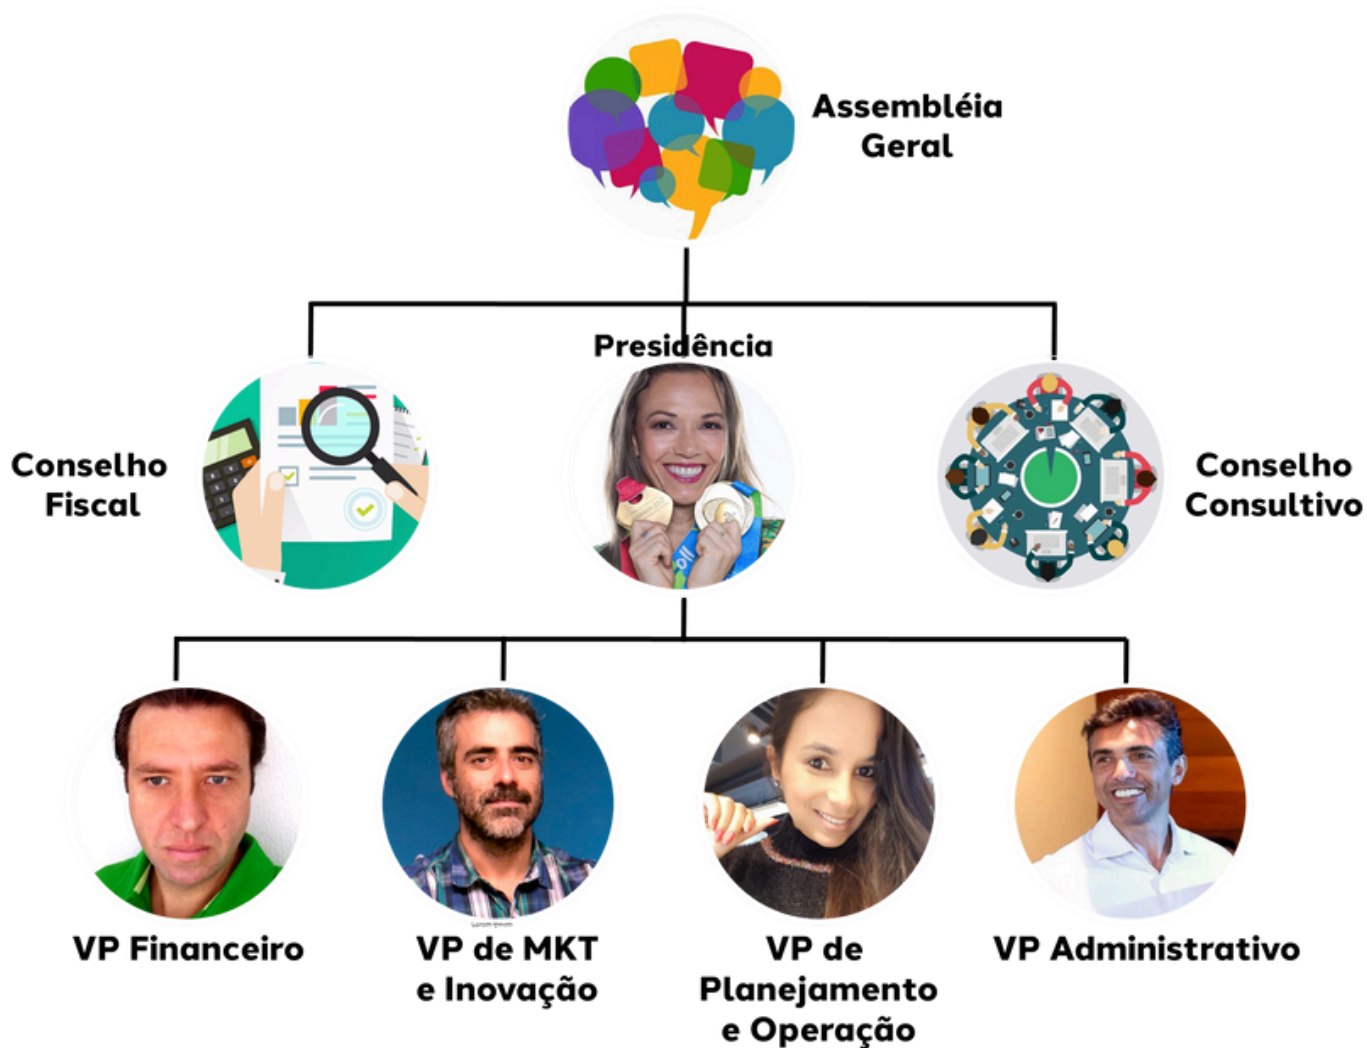 Assembléia
Geral
Presidência
Conselho
Fiscal
Conselho
Consultivo
VP Financeiro
VP de MKT
e Inovação
VP de
Planejamento
e Operação
VP Administrativo